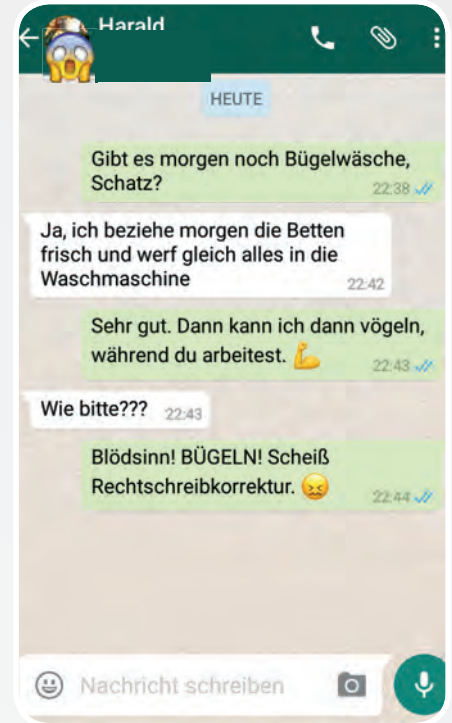 Harald
HEUTE
Gibt es morgen noch Bügelwäsche,
Schatz?
22:38
Ja, ich beziehe morgen die Betten
frisch und werf gleich alles in die
Waschmaschine
22:42
Sehr gut. Dann kann ich dann vögeln,
während du arbeitest. 💪
22:43
Wie bitte??? 22:43
Blödsinn! BÜGELN! Scheiß
Rechtschreibkorrektur. 😖
22:44
Nachricht schreiben